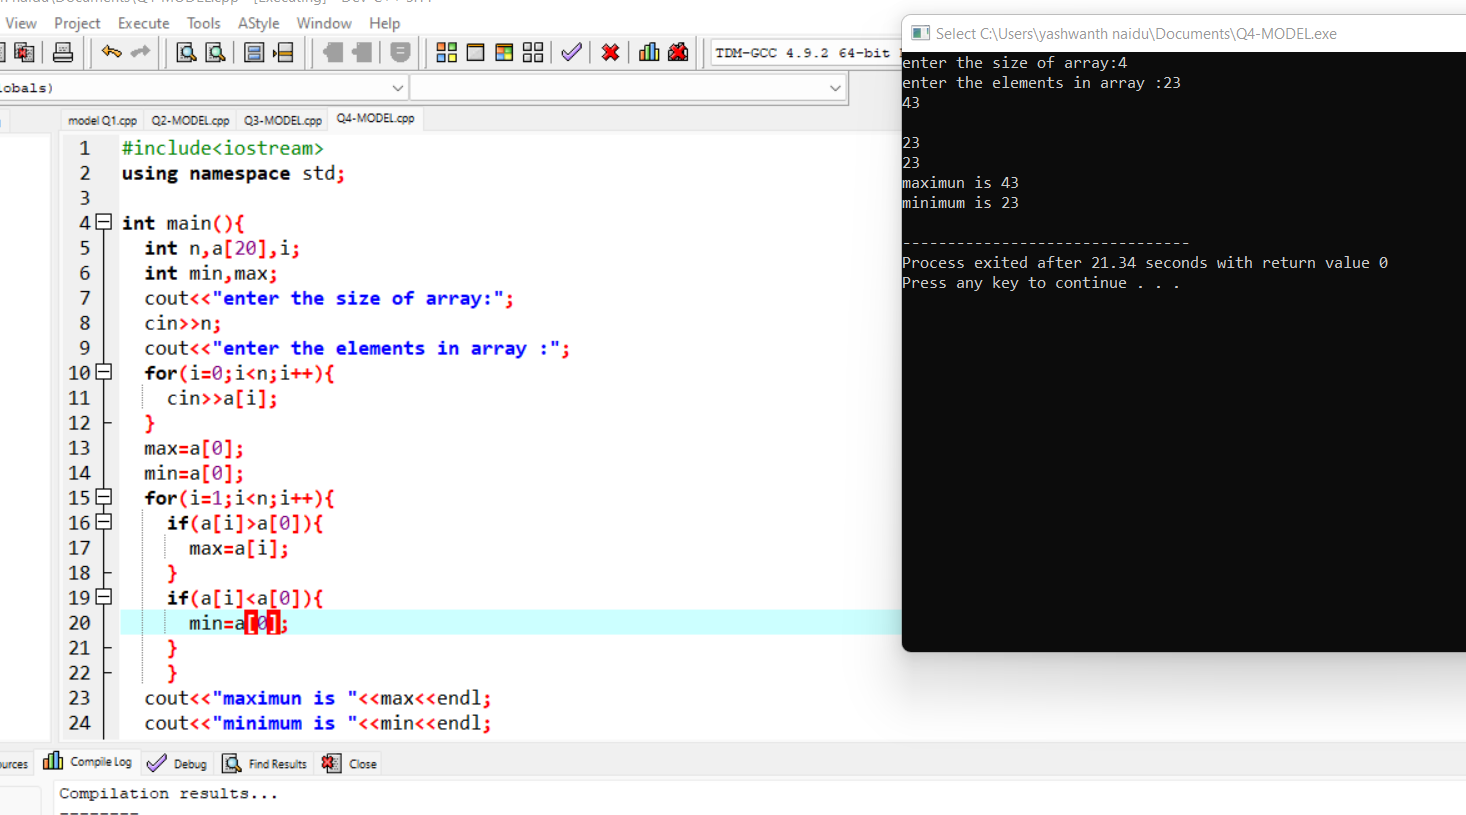 View Project Execute Tools AStyle Window Help
TDM-GCC 4.9.2 64-bit
obals)
model Q1.cpp Q2-MODEL.cpp Q3-MODEL.cpp Q4-MODEL.cpp
1 #include<iostream>
2 using namespace std;
3
4 int main(){
5 int n,a[20],i;
6 int min,max;
7 cout<<"enter the size of array:";
8 cin>>n;
9 cout<<"enter the elements in array :";
10 for(i=0;i<n;i++){
11 cin>>a[i];
12 }
13 max=a[0];
14 min=a[0];
15 for(i=1;i<n;i++){
16 if(a[i]>a[0]){
17 max=a[i];
18 }
19 if(a[i]<a[0]){
20 min=a[0];
21 }
22 }
23 cout<<"maximun is "<<max<<endl;
24 cout<<"minimum is "<<min<<endl;
urces Compile Log Debug Find Results Close
Compilation results...
--------
Select C:\Users\yashwanth naidu\Documents\Q4-MODEL.exe
enter the size of array:4
enter the elements in array :23
43
23
23
maximun is 43
minimum is 23
--------------------------------
Process exited after 21.34 seconds with return value 0
Press any key to continue . . .